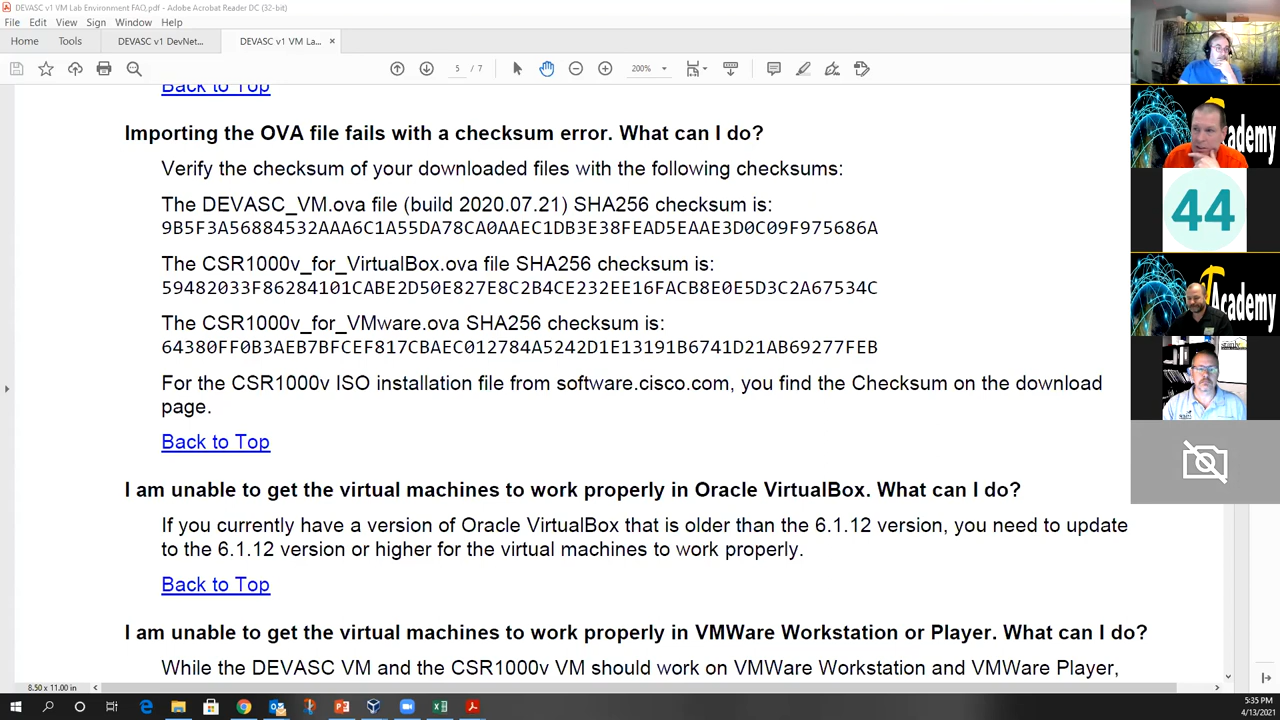 DEVASC v1 VM Lab Environment FAQ.pdf - Adobe Acrobat Reader DC (32-bit)
File Edit View Sign Window Help
Home Tools DEVASC v1 DevNet... DEVASC v1 VM La... ×
5 / 7 200%
Back to Top
Importing the OVA file fails with a checksum error. What can I do?
Verify the checksum of your downloaded files with the following checksums:
The DEVASC_VM.ova file (build 2020.07.21) SHA256 checksum is:
9B5F3A56884532AAA6C1A55DA78CA0AAEC1DB3E38FEAD5EAAE3D0C09F975686A
The CSR1000v_for_VirtualBox.ova file SHA256 checksum is:
59482033F86284101CABE2D50E827E8C2B4CE232EE16FACB8E0E5D3C2A67534C
The CSR1000v_for_VMware.ova SHA256 checksum is:
64380FF0B3AEB7BFCEF817CBAEC012784A5242D1E13191B6741D21AB69277FEB
For the CSR1000v ISO installation file from software.cisco.com, you find the Checksum on the download
page.
Back to Top
I am unable to get the virtual machines to work properly in Oracle VirtualBox. What can I do?
If you currently have a version of Oracle VirtualBox that is older than the 6.1.12 version, you need to update
to the 6.1.12 version or higher for the virtual machines to work properly.
Back to Top
I am unable to get the virtual machines to work properly in VMWare Workstation or Player. What can I do?
While the DEVASC VM and the CSR1000v VM should work on VMWare Workstation and VMWare Player,
8.50 x 11.00 in
5:35 PM
4/13/2021
demy
44
Academy